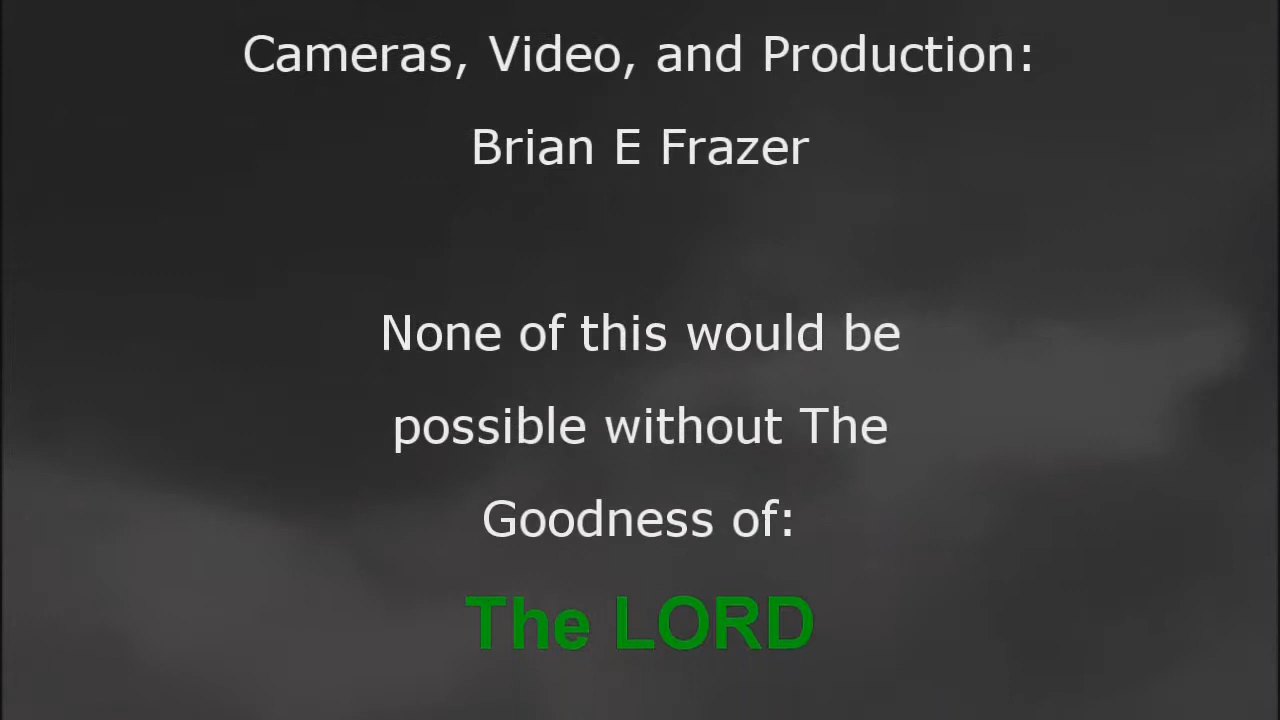 Cameras, Video, and Production:
Brian E Frazer
None of this would be
possible without The
Goodness of:
The LORD